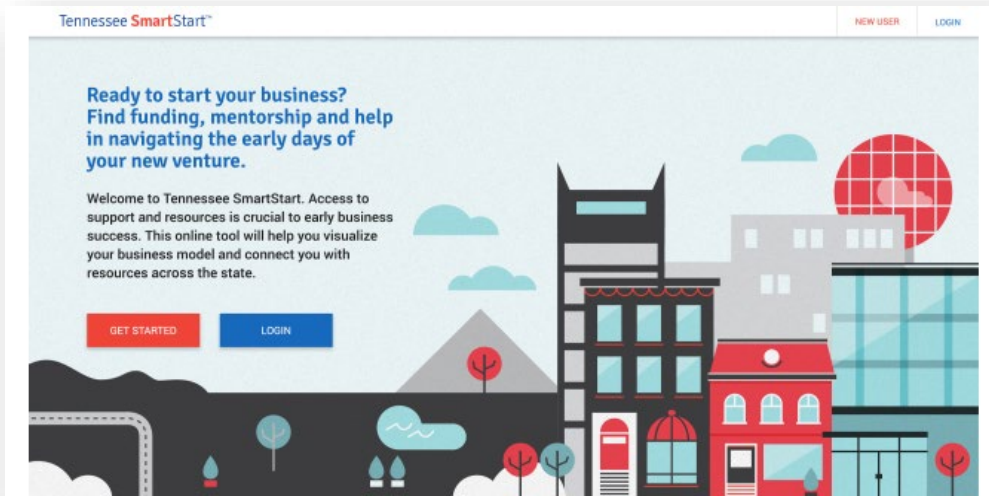 Tennessee SmartStart™
NEW USER
LOGIN
Ready to start your business?
Find funding, mentorship and help
in navigating the early days of
your new venture.
Welcome to Tennessee SmartStart. Access to
support and resources is crucial to early business
success. This online tool will help you visualize
your business model and connect you with
resources across the state.
GET STARTED
LOGIN